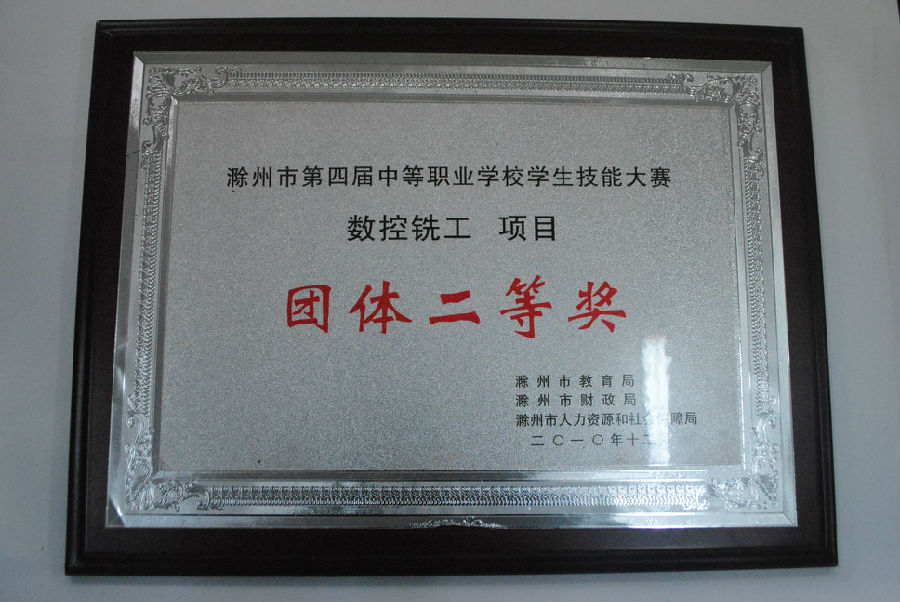 滁州市第四届中等职业学校学生技能大赛
数控铣工 项目
团体二等奖
滁州市教育局
滁州市财政局
滁州市人力资源和社会保障局
二〇一〇年十二